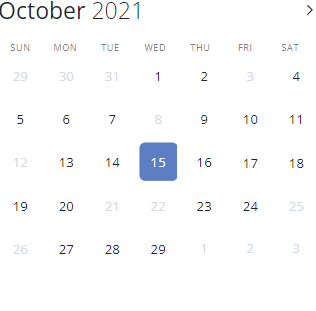 October 2021
SUN MON TUE WED THU FRI SAT
29 30 31 1 2 3 4
5 6 7 8 9 10 11
12 13 14 15 16 17 18
19 20 21 22 23 24 25
26 27 28 29 1 2 3